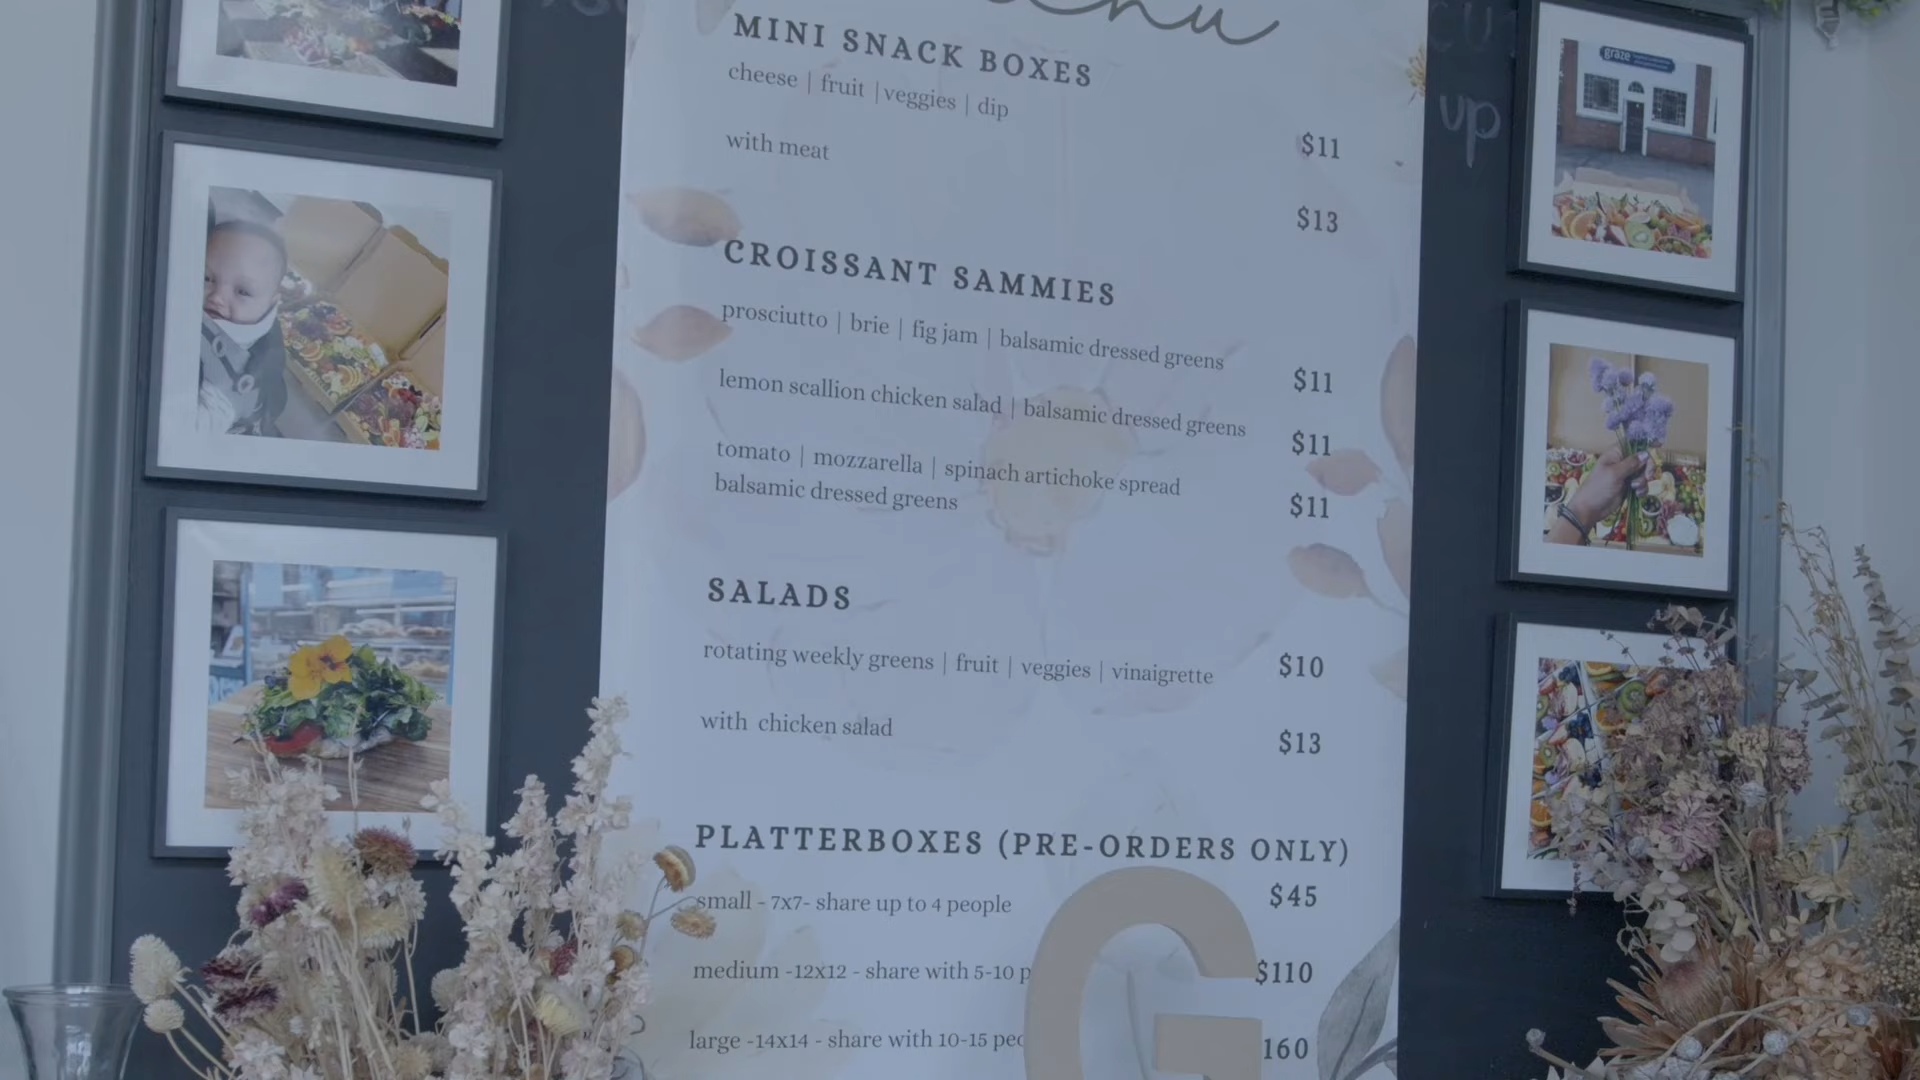 MINI SNACK BOXES
cheese | fruit | veggies | dip
$11
with meat
$13
CROISSANT SAMMIES
prosciutto | brie | fig jam | balsamic dressed greens
$11
lemon scallion chicken salad | balsamic dressed greens
$11
tomato | mozzarella | spinach artichoke spread
balsamic dressed greens
$11
SALADS
rotating weekly greens | fruit | veggies | vinaigrette
$10
with chicken salad
$13
PLATTERBOXES (PRE-ORDERS ONLY)
small - 7x7- share up to 4 people
$45
medium -12x12 - share with 5-10 p
$110
large -14x14 - share with 10-15 peo
160
G
up
graze